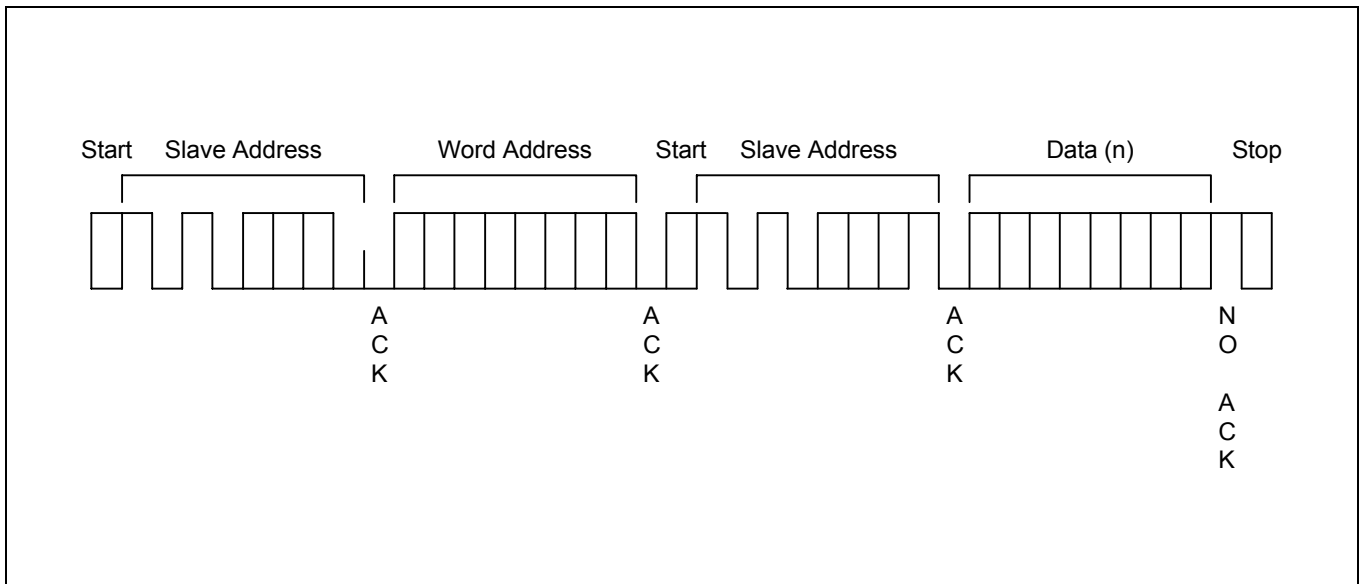 Start Slave Address Word Address Start Slave Address Data (n) Stop
A A A N
C C C O
K K K
A
C
K